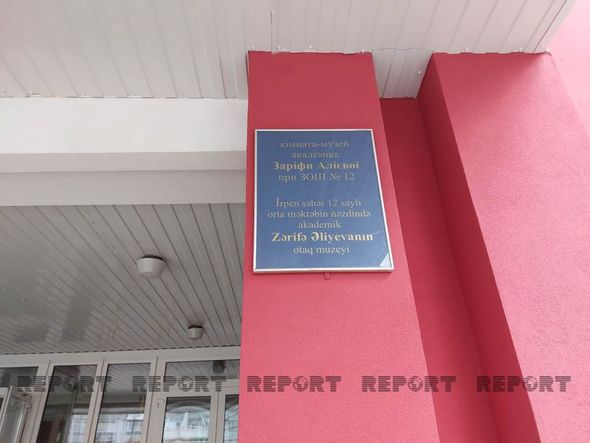 кімната-музей
академіка
Заріфи Алієвої
при ЗОШ № 12
İrpen şəhər 12 saylı
orta məktəbin nəzdində
akademik
Zərifə Əliyevanın
otaq muzeyi
REPORT REPORT REPORT REPORT REPORT